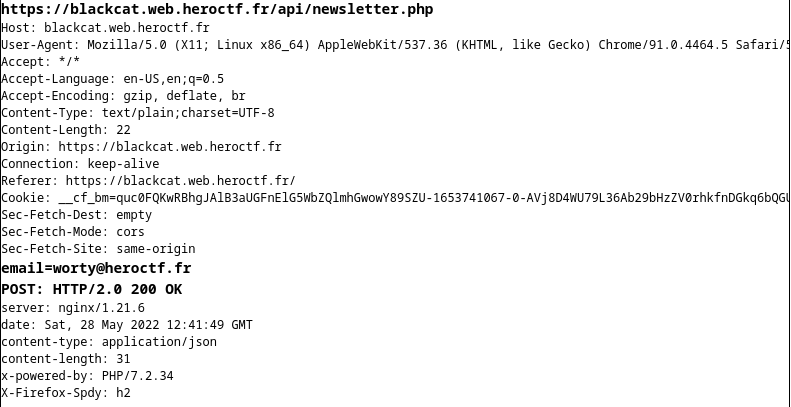 https://blackcat.web.heroctf.fr/api/newsletter.php
Host: blackcat.web.heroctf.fr
User-Agent: Mozilla/5.0 (X11; Linux x86_64) AppleWebKit/537.36 (KHTML, like Gecko) Chrome/91.0.4464.5 Safari/5
Accept: */*
Accept-Language: en-US,en;q=0.5
Accept-Encoding: gzip, deflate, br
Content-Type: text/plain;charset=UTF-8
Content-Length: 22
Origin: https://blackcat.web.heroctf.fr
Connection: keep-alive
Referer: https://blackcat.web.heroctf.fr/
Cookie: __cf_bm=quc0FQKwRBhgJAlB3aUGFnElG5WbZQlmhGwowY89SZU-1653741067-0-AVj8D4WU79L36Ab29bHzZV0rhkfnDGkq6bQGU
Sec-Fetch-Dest: empty
Sec-Fetch-Mode: cors
Sec-Fetch-Site: same-origin
email=worty@heroctf.fr
POST: HTTP/2.0 200 OK
server: nginx/1.21.6
date: Sat, 28 May 2022 12:41:49 GMT
content-type: application/json
content-length: 31
x-powered-by: PHP/7.2.34
X-Firefox-Spdy: h2